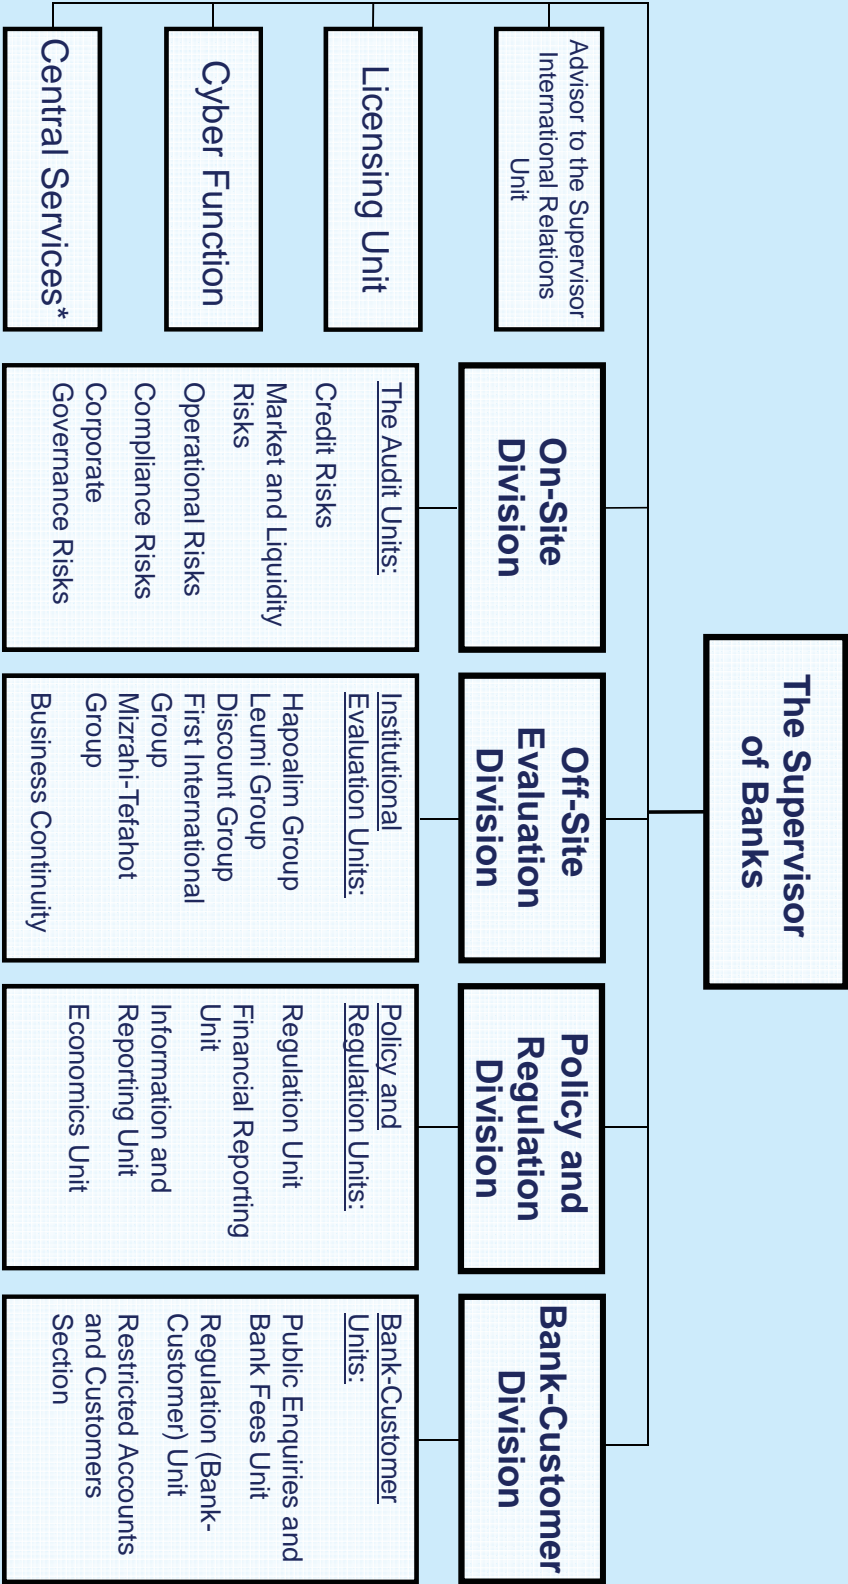 The Supervisor
of Banks
Advisor to the Supervisor
International Relations
Unit
Licensing Unit
Cyber Function
Central Services*
On-Site
Division
The Audit Units:
Credit Risks
Market and Liquidity
Risks
Operational Risks
Compliance Risks
Corporate
Governance Risks
Off-Site
Evaluation
Division
Institutional
Evaluation Units:
Hapoalim Group
Leumi Group
Discount Group
First International
Group
Mizrahi-Tefahot
Group
Business Continuity
Policy and
Regulation
Division
Policy and
Regulation Units:
Regulation Unit
Financial Reporting
Unit
Information and
Reporting Unit
Economics Unit
Bank-Customer
Division
Bank-Customer
Units:
Public Enquiries and
Bank Fees Unit
Regulation (Bank-
Customer) Unit
Restricted Accounts
and Customers
Section